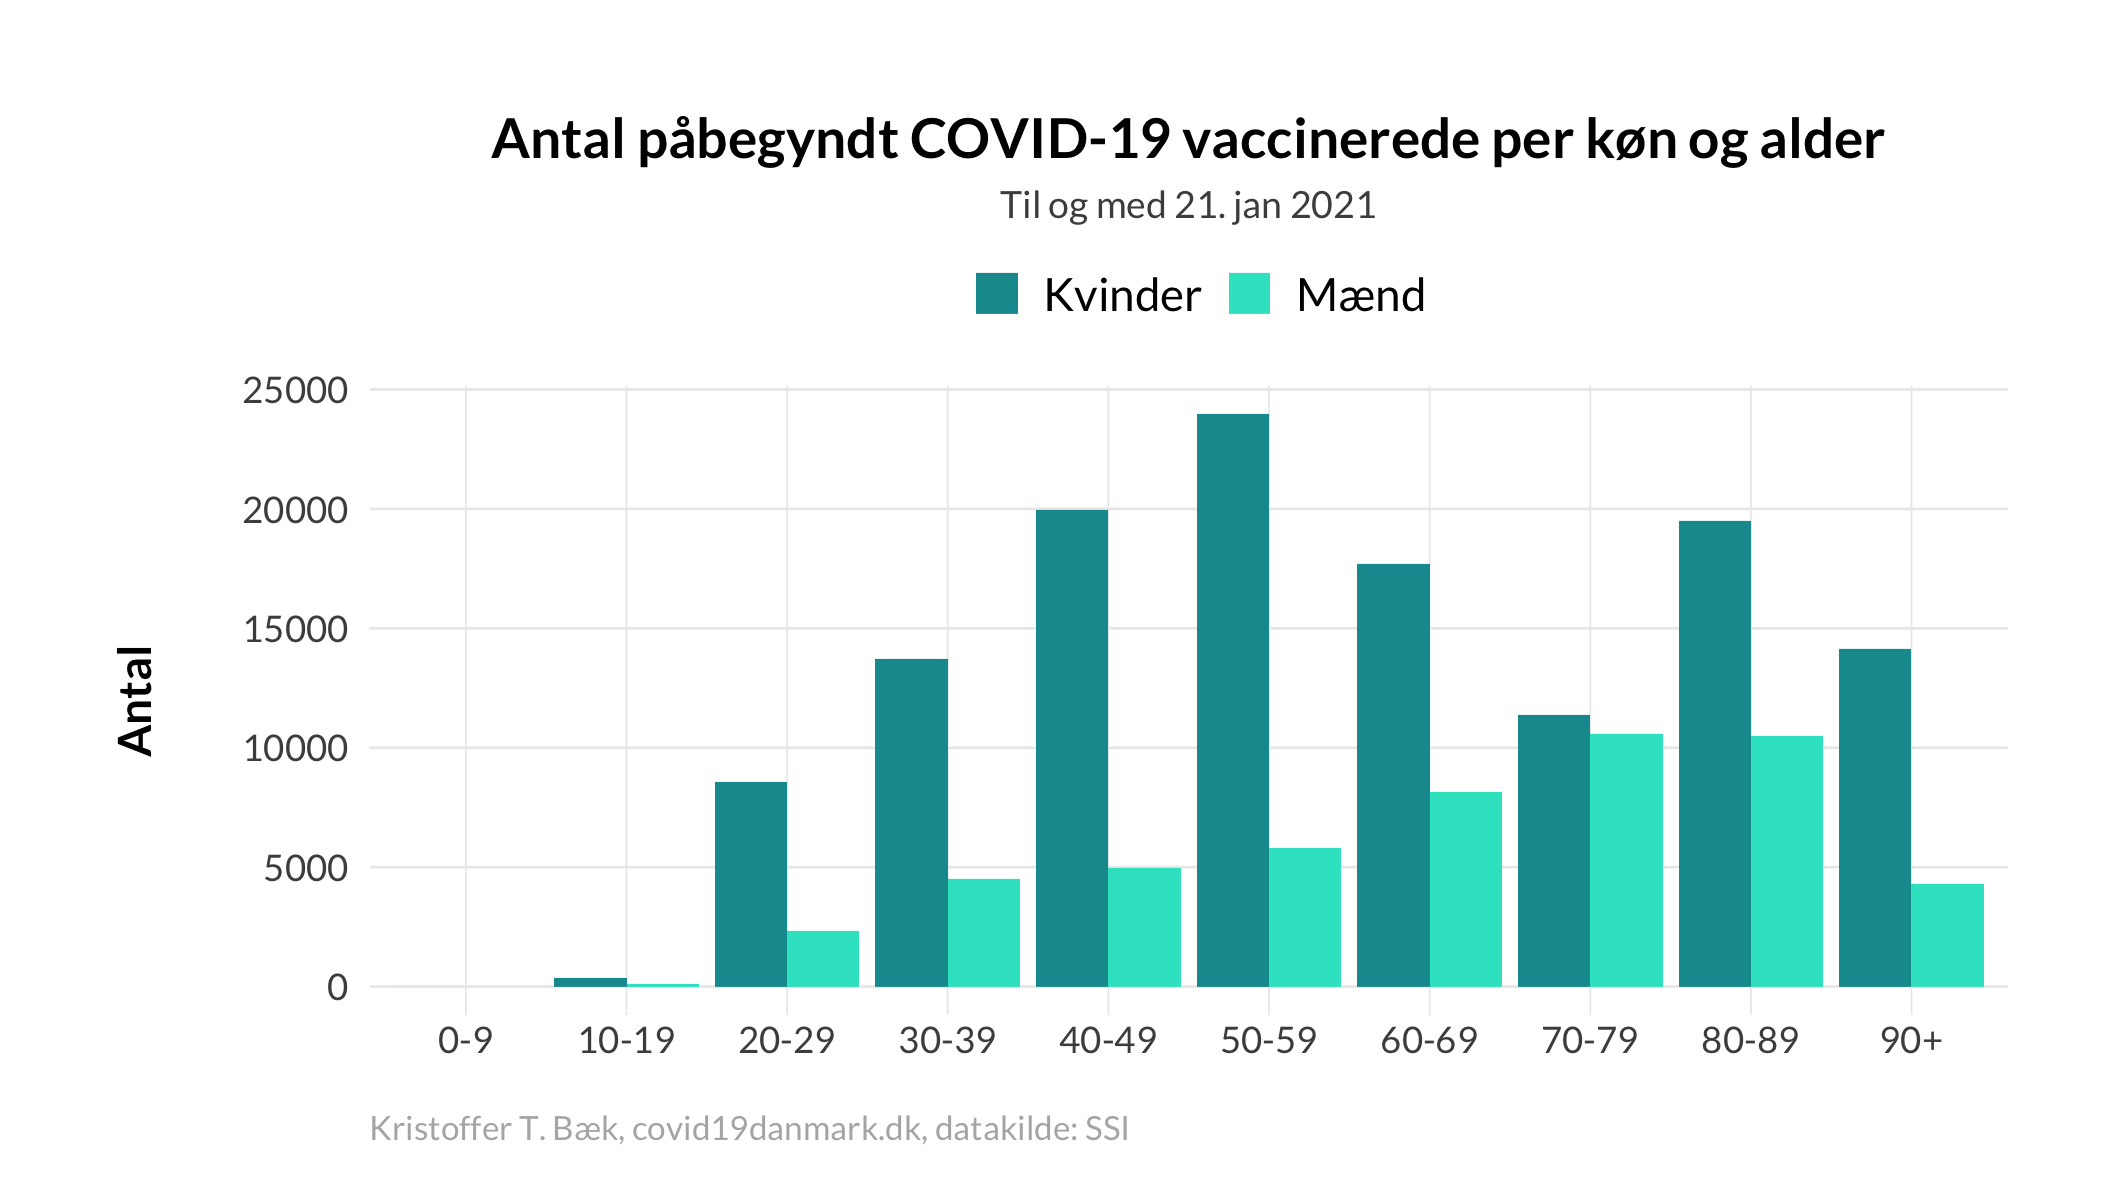 Antal påbegyndt COVID-19 vaccinerede per køn og alder
Til og med 21. jan 2021
Kvinder Mænd
25000
20000
15000
10000
5000
0
Antal
0-9 10-19 20-29 30-39 40-49 50-59 60-69 70-79 80-89 90+
Kristoffer T. Bæk, covid19danmark.dk, datakilde: SSI